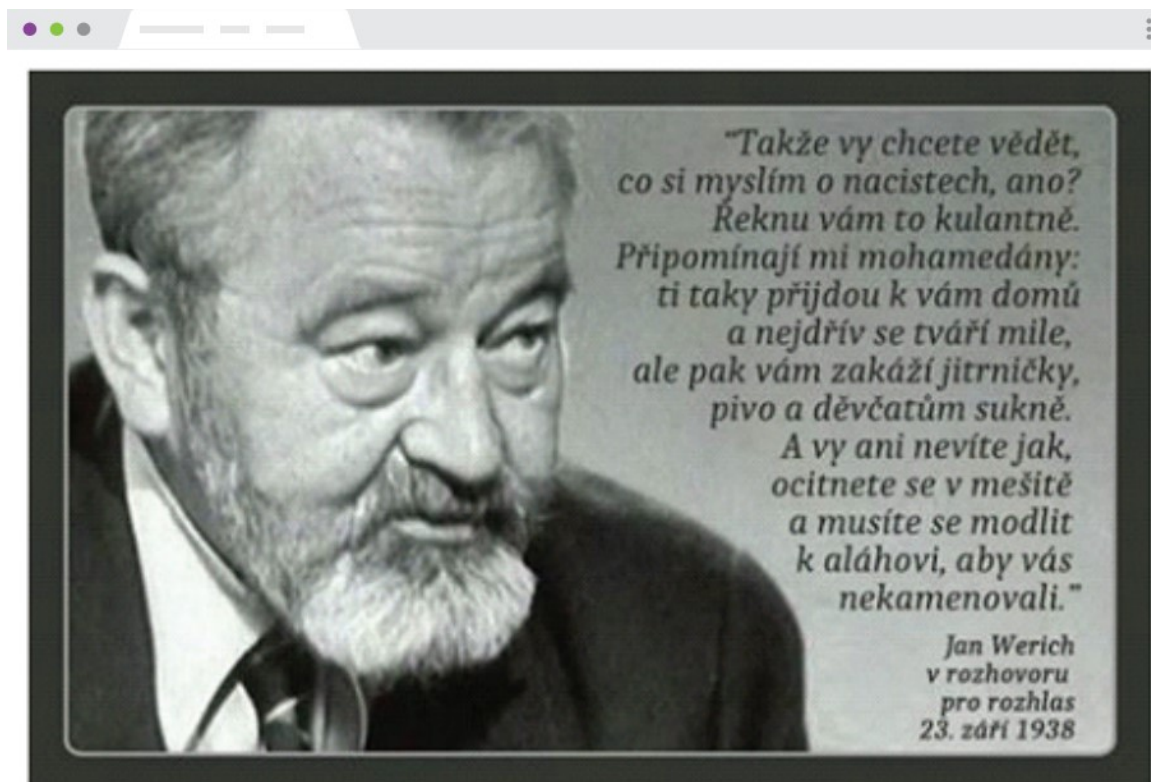 "Takže vy chcete vědět,
co si myslím o nacistech, ano?
Řeknu vám to kulantně.
Připomínají mi mohamedány:
ti taky přijdou k vám domů
a nejdřív se tváří mile,
ale pak vám zakáží jitrničky,
pivo a děvčatům sukně.
A vy ani nevíte jak,
ocitnete se v mešitě
a musíte se modlit
k aláhovi, aby vás
nekamenovali."
Jan Werich
v rozhovoru
pro rozhlas
23. září 1938